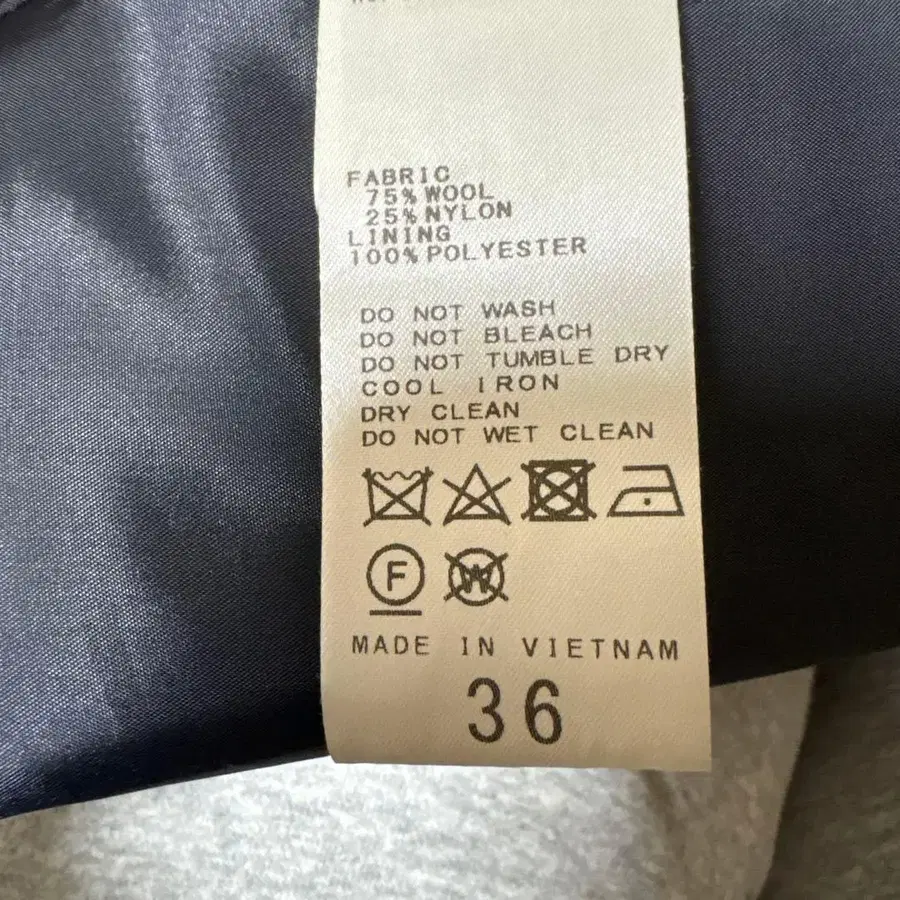 FABRIC
75% WOOL
25% NYLON
LINING
100% POLYESTER
DO NOT WASH
DO NOT BLEACH
DO NOT TUMBLE DRY
COOL IRON
DRY CLEAN
DO NOT WET CLEAN
F W
MADE IN VIETNAM
36